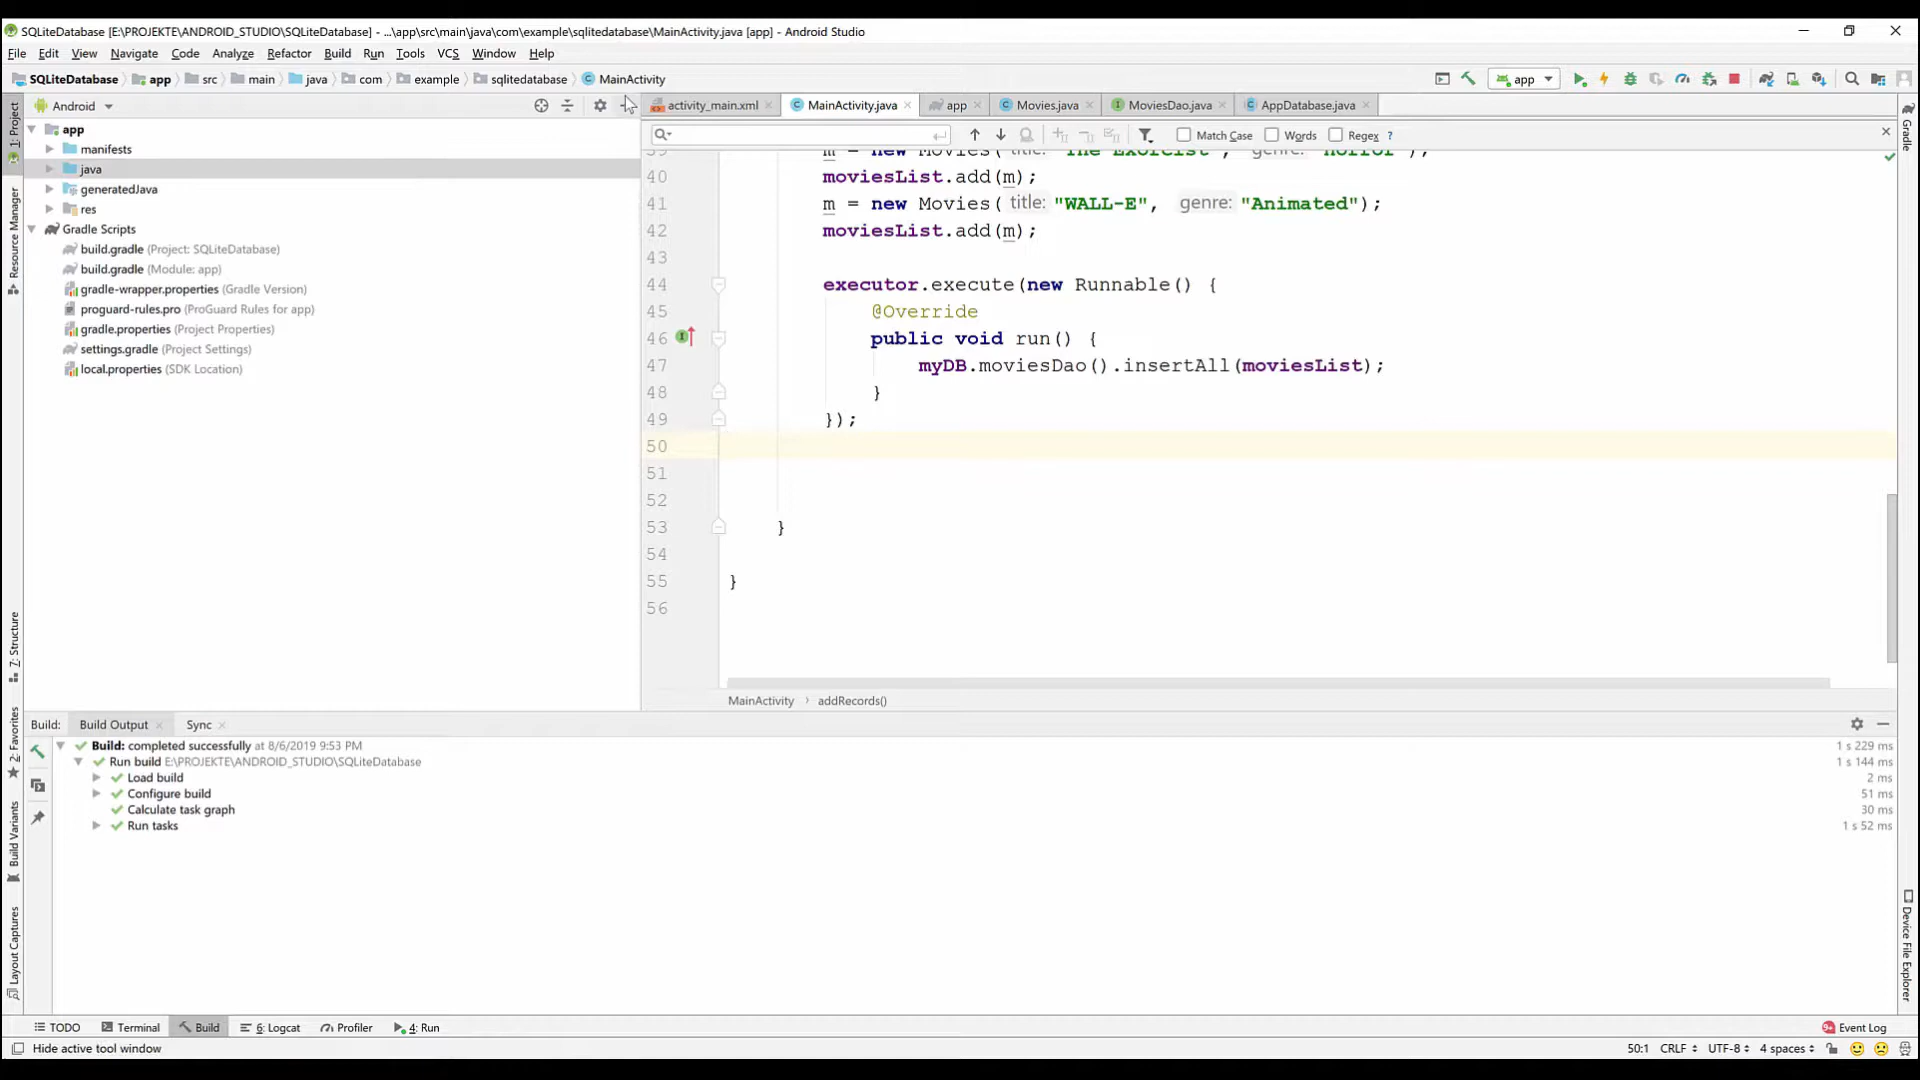 SQLiteDatabase [E:\PROJEKTE\ANDROID_STUDIO\SQLiteDatabase] - ...\app\src\main\java\com\example\sqlitedatabase\MainActivity.java [app] - Android Studio
File Edit View Navigate Code Analyze Refactor Build Run Tools VCS Window Help
SQLiteDatabase app src main java com example sqlitedatabase MainActivity app
Android activity_main.xml MainActivity.java app Movies.java MoviesDao.java AppDatabase.java
Match Case Words Regex ?
1: Project
Resource Manager
7: Structure
2: Favorites
Build Variants
Layout Captures
app
manifests
java
generatedJava
res
Gradle Scripts
build.gradle (Project: SQLiteDatabase)
build.gradle (Module: app)
gradle-wrapper.properties (Gradle Version)
proguard-rules.pro (ProGuard Rules for app)
gradle.properties (Project Properties)
settings.gradle (Project Settings)
local.properties (SDK Location)
39 m = new Movies( title: "The Exorcist", genre: "Horror");
40 moviesList.add(m);
41 m = new Movies( title: "WALL-E", genre: "Animated");
42 moviesList.add(m);
43
44 executor.execute(new Runnable() {
45 @Override
46 public void run() {
47 myDB.moviesDao().insertAll(moviesList);
48 }
49 });
50
51
52
53 }
54
55 }
56
MainActivity › addRecords()
Gradle
Device File Explorer
Build: Build Output Sync
Build: completed successfully at 8/6/2019 9:53 PM 1 s 229 ms
Run build E:\PROJEKTE\ANDROID_STUDIO\SQLiteDatabase 1 s 144 ms
Load build 2 ms
Configure build 51 ms
Calculate task graph 30 ms
Run tasks 1 s 52 ms
TODO Terminal Build 6: Logcat Profiler 4: Run 9+ Event Log
Hide active tool window 50:1 CRLF UTF-8 4 spaces